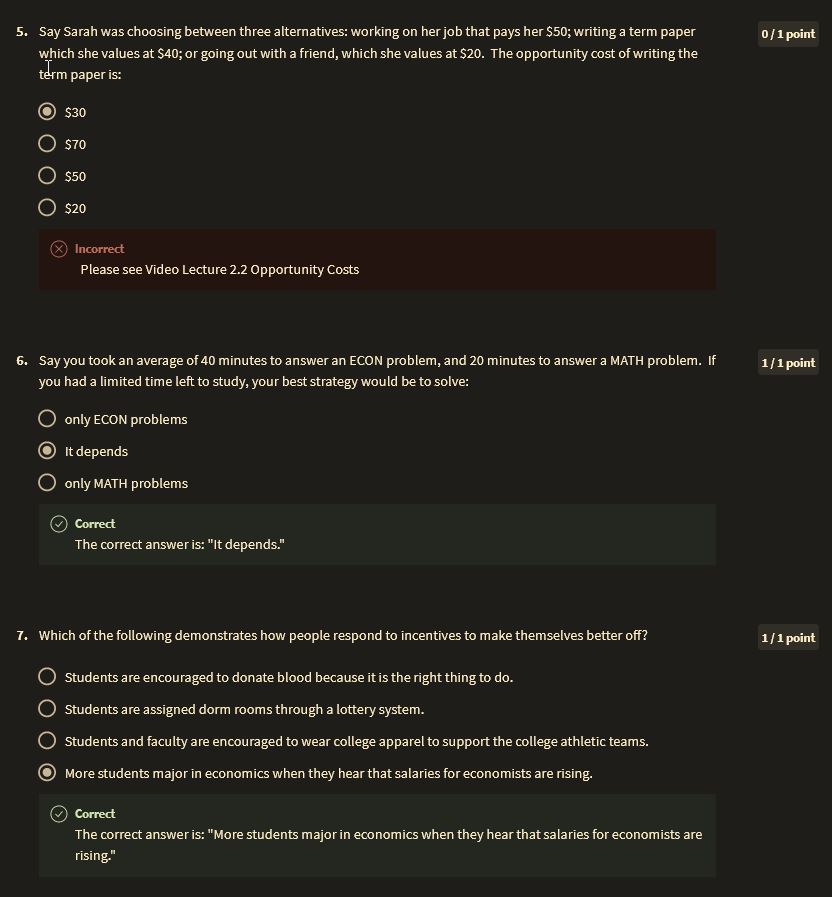 5. Say Sarah was choosing between three alternatives: working on her job that pays her $50; writing a term paper
0 / 1 point
which she values at $40; or going out with a friend, which she values at $20. The opportunity cost of writing the
term paper is:
$30
$70
$50
$20
Incorrect
Please see Video Lecture 2.2 Opportunity Costs
6. Say you took an average of 40 minutes to answer an ECON problem, and 20 minutes to answer a MATH problem. If
1 / 1 point
you had a limited time left to study, your best strategy would be to solve:
only ECON problems
It depends
only MATH problems
Correct
The correct answer is: "It depends."
7. Which of the following demonstrates how people respond to incentives to make themselves better off?
1 / 1 point
Students are encouraged to donate blood because it is the right thing to do.
Students are assigned dorm rooms through a lottery system.
Students and faculty are encouraged to wear college apparel to support the college athletic teams.
More students major in economics when they hear that salaries for economists are rising.
Correct
The correct answer is: "More students major in economics when they hear that salaries for economists are
rising."